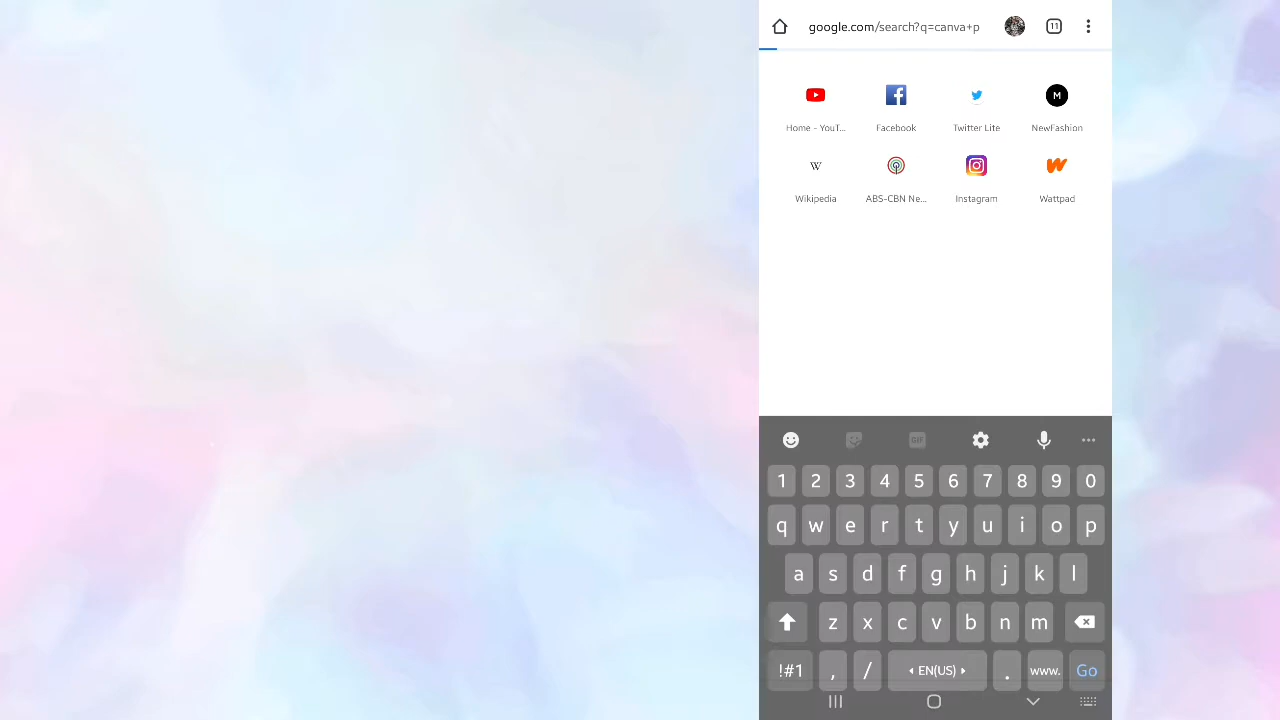 google.com/search?q=canva+p 11
Home - YouT... Facebook Twitter Lite NewFashion
M
W
Wikipedia ABS-CBN Ne... Instagram Wattpad
GIF
1 2 3 4 5 6 7 8 9 0
q w e r t y u i o p
a s d f g h j k l
z x c v b n m
!#1 , / EN(US) . www. Go